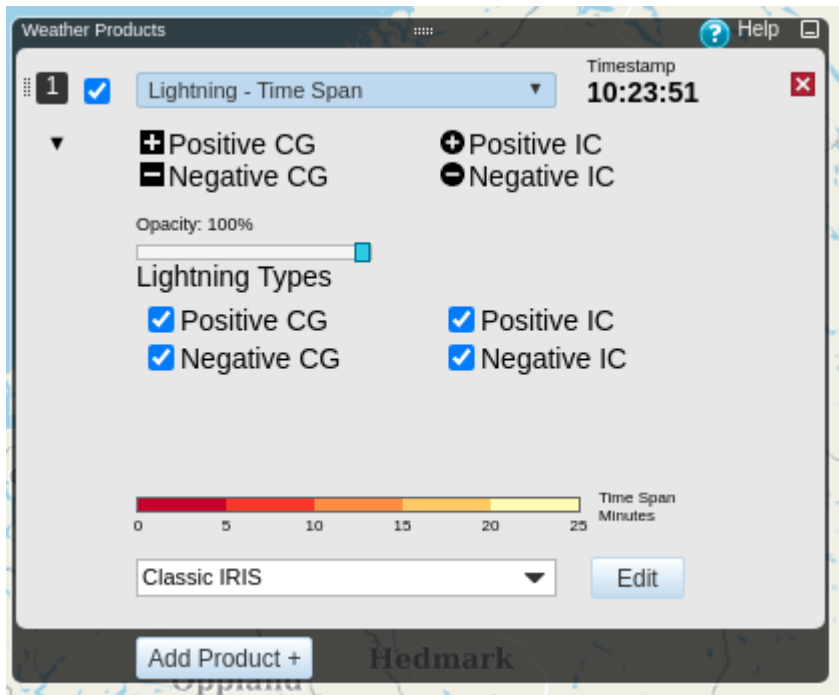 Weather Products
Help
1
Lightning - Time Span
Timestamp
10:23:51
Positive CG
Positive IC
Negative CG
Negative IC
Opacity: 100%
Lightning Types
Positive CG
Positive IC
Negative CG
Negative IC
0 5 10 15 20 25
Time Span
Minutes
Classic IRIS
Edit
Add Product +
Hedmark
Oppland